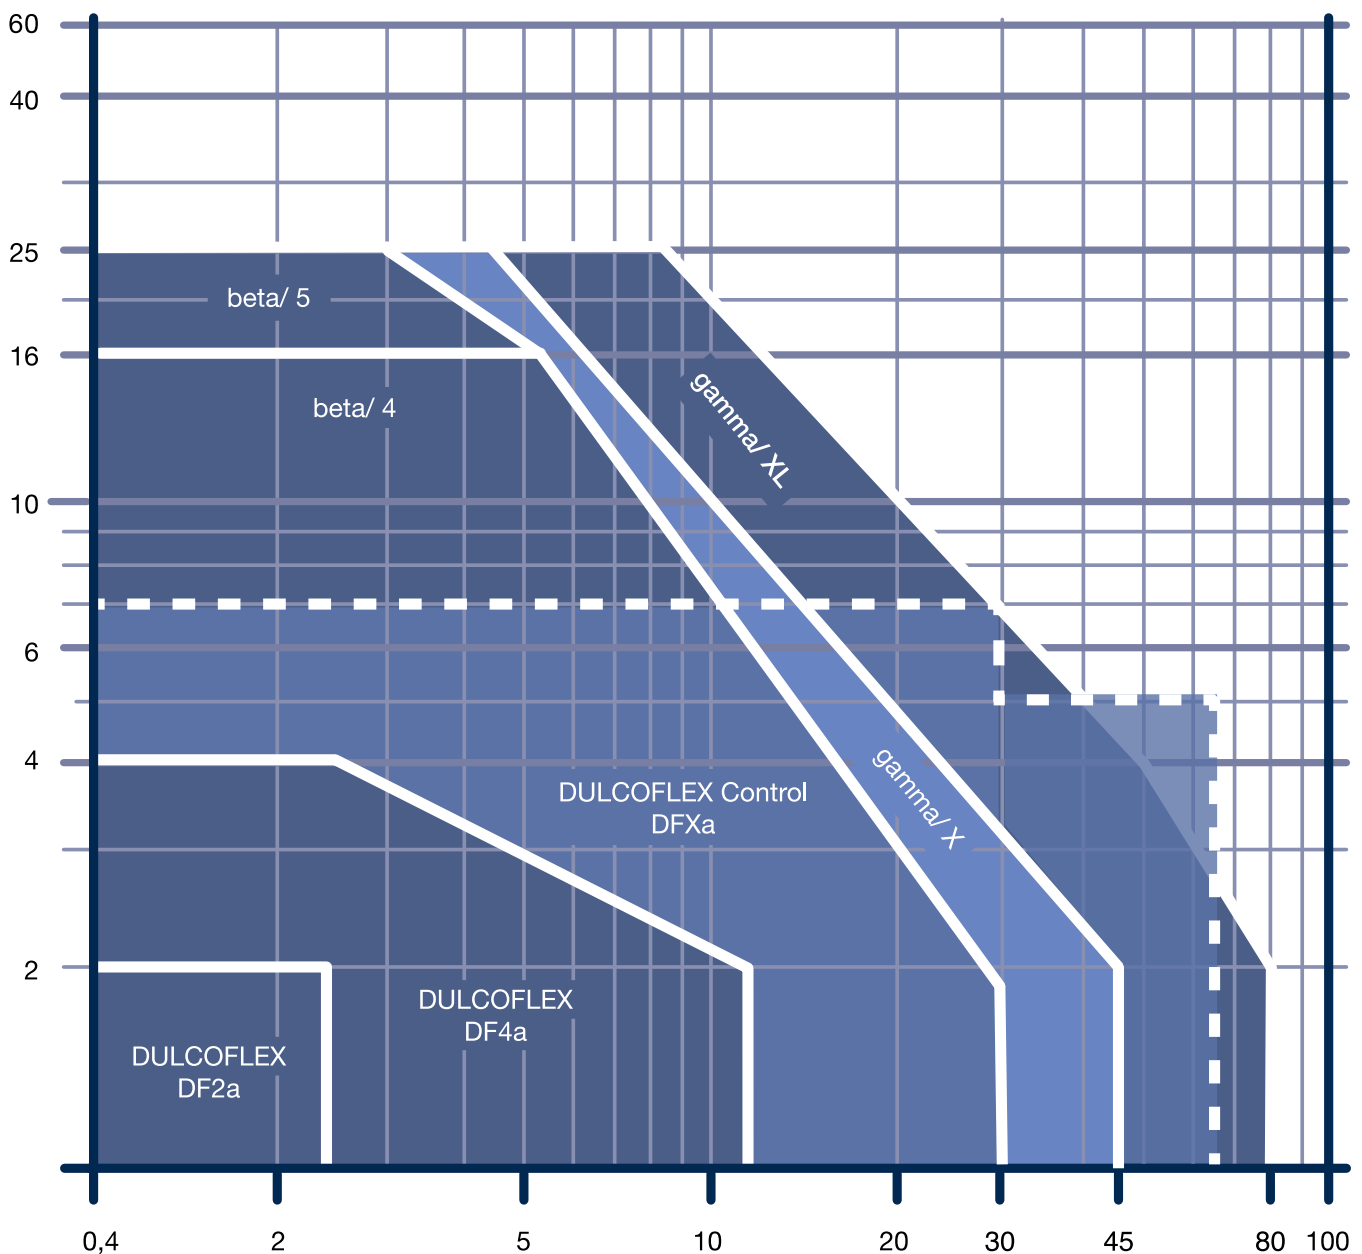 60
40
25
beta/ 5
16
gamma/ XL
beta/ 4
10
6
4
DULCOFLEX Control
DFXa
gamma/ X
2
DULCOFLEX
DF4a
DULCOFLEX
DF2a
0,4 2 5 10 20 30 45 80 100